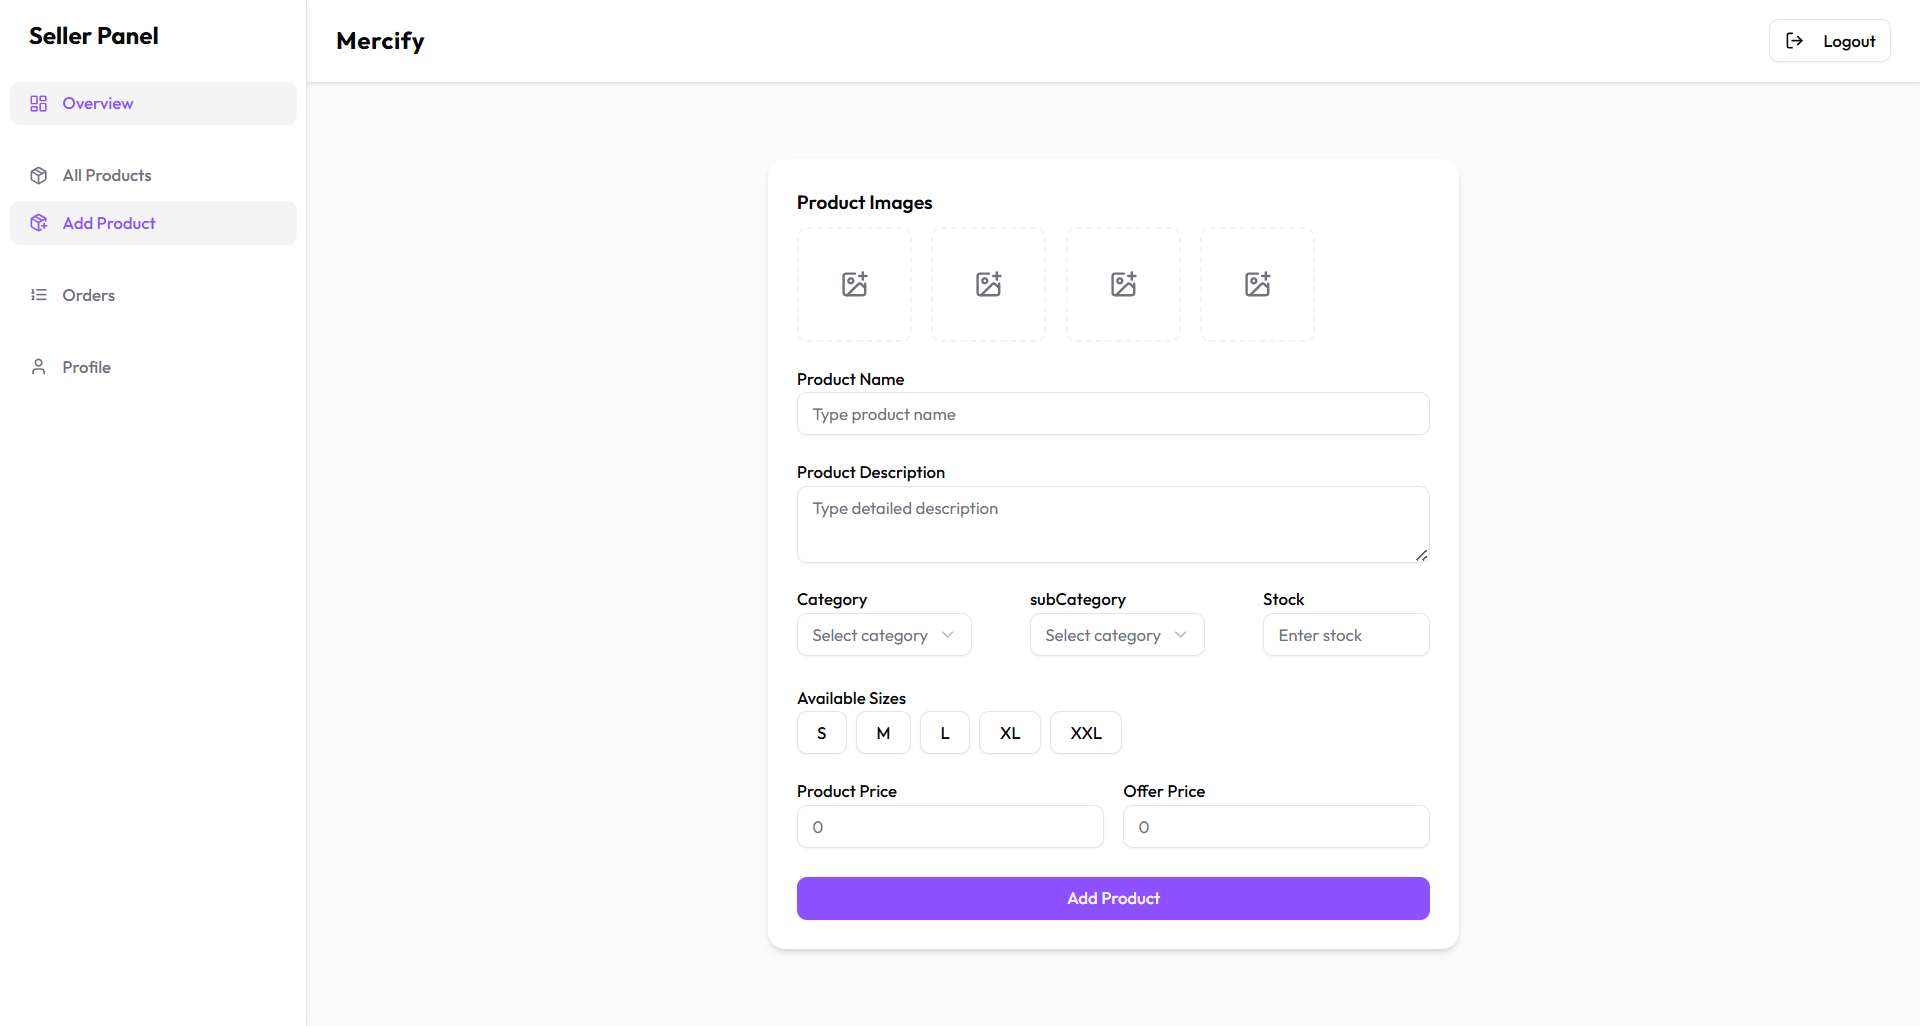 Seller Panel
Mercify
Logout
Overview
All Products
Add Product
Orders
Profile
Product Images
Product Name
Type product name
Product Description
Type detailed description
Category
subCategory
Stock
Select category
Select category
Enter stock
Available Sizes
S
M
L
XL
XXL
Product Price
Offer Price
0
0
Add Product